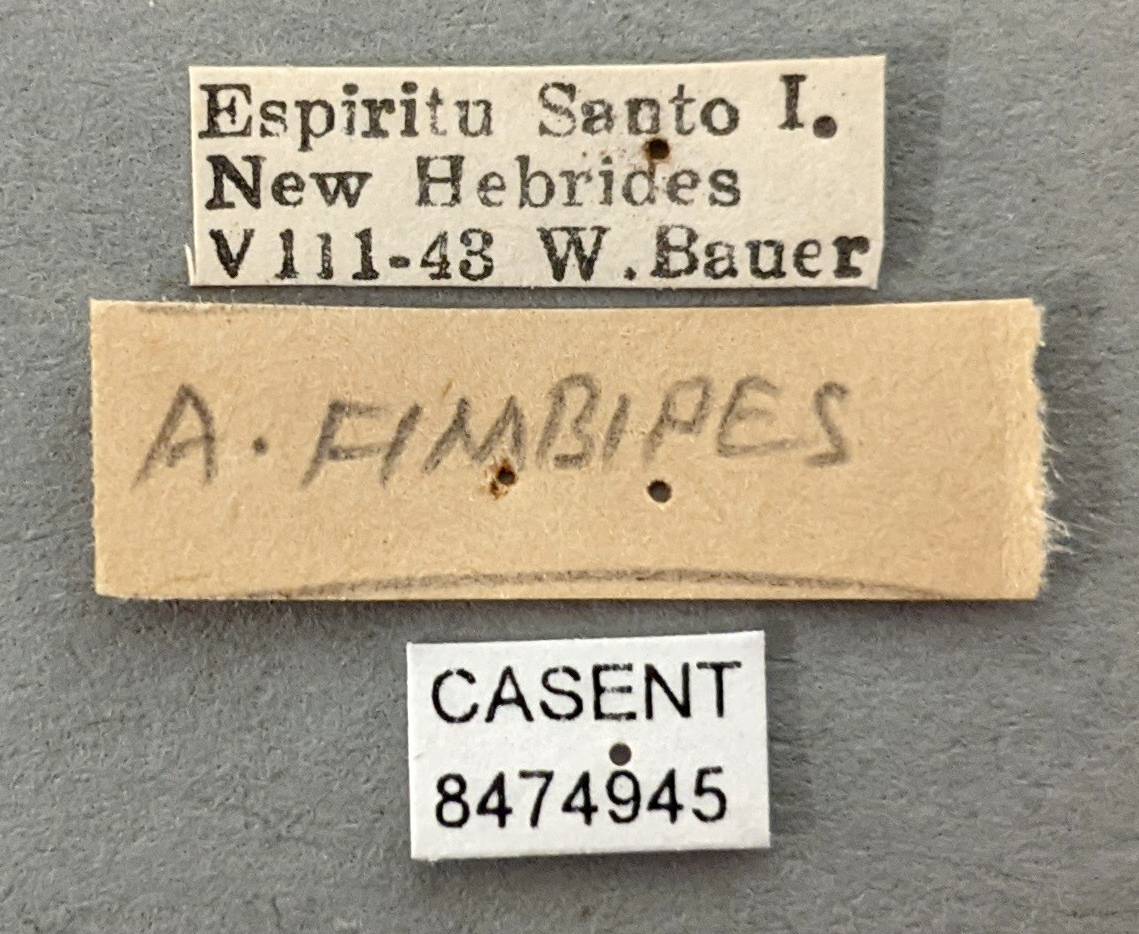 Espiritu Santo I.
New Hebrides
V111-43 W. Bauer
A. FIMBIPES
CASENT
8474945